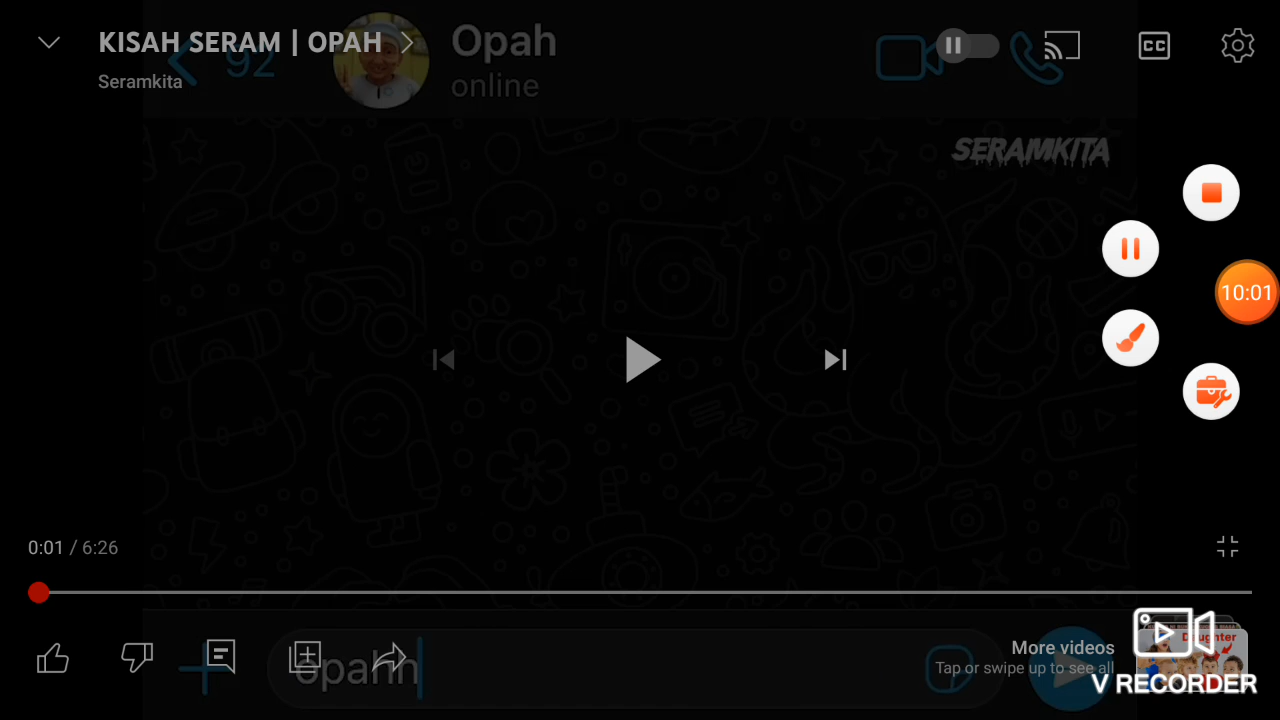 KISAH SERAM | OPAH
Seramkita
92
Opah
online
CC
SERAMKITA
10:01
0:01 / 6:26
opahh
More videos
Tap or swipe up to see all
Daughter
V RECORDER